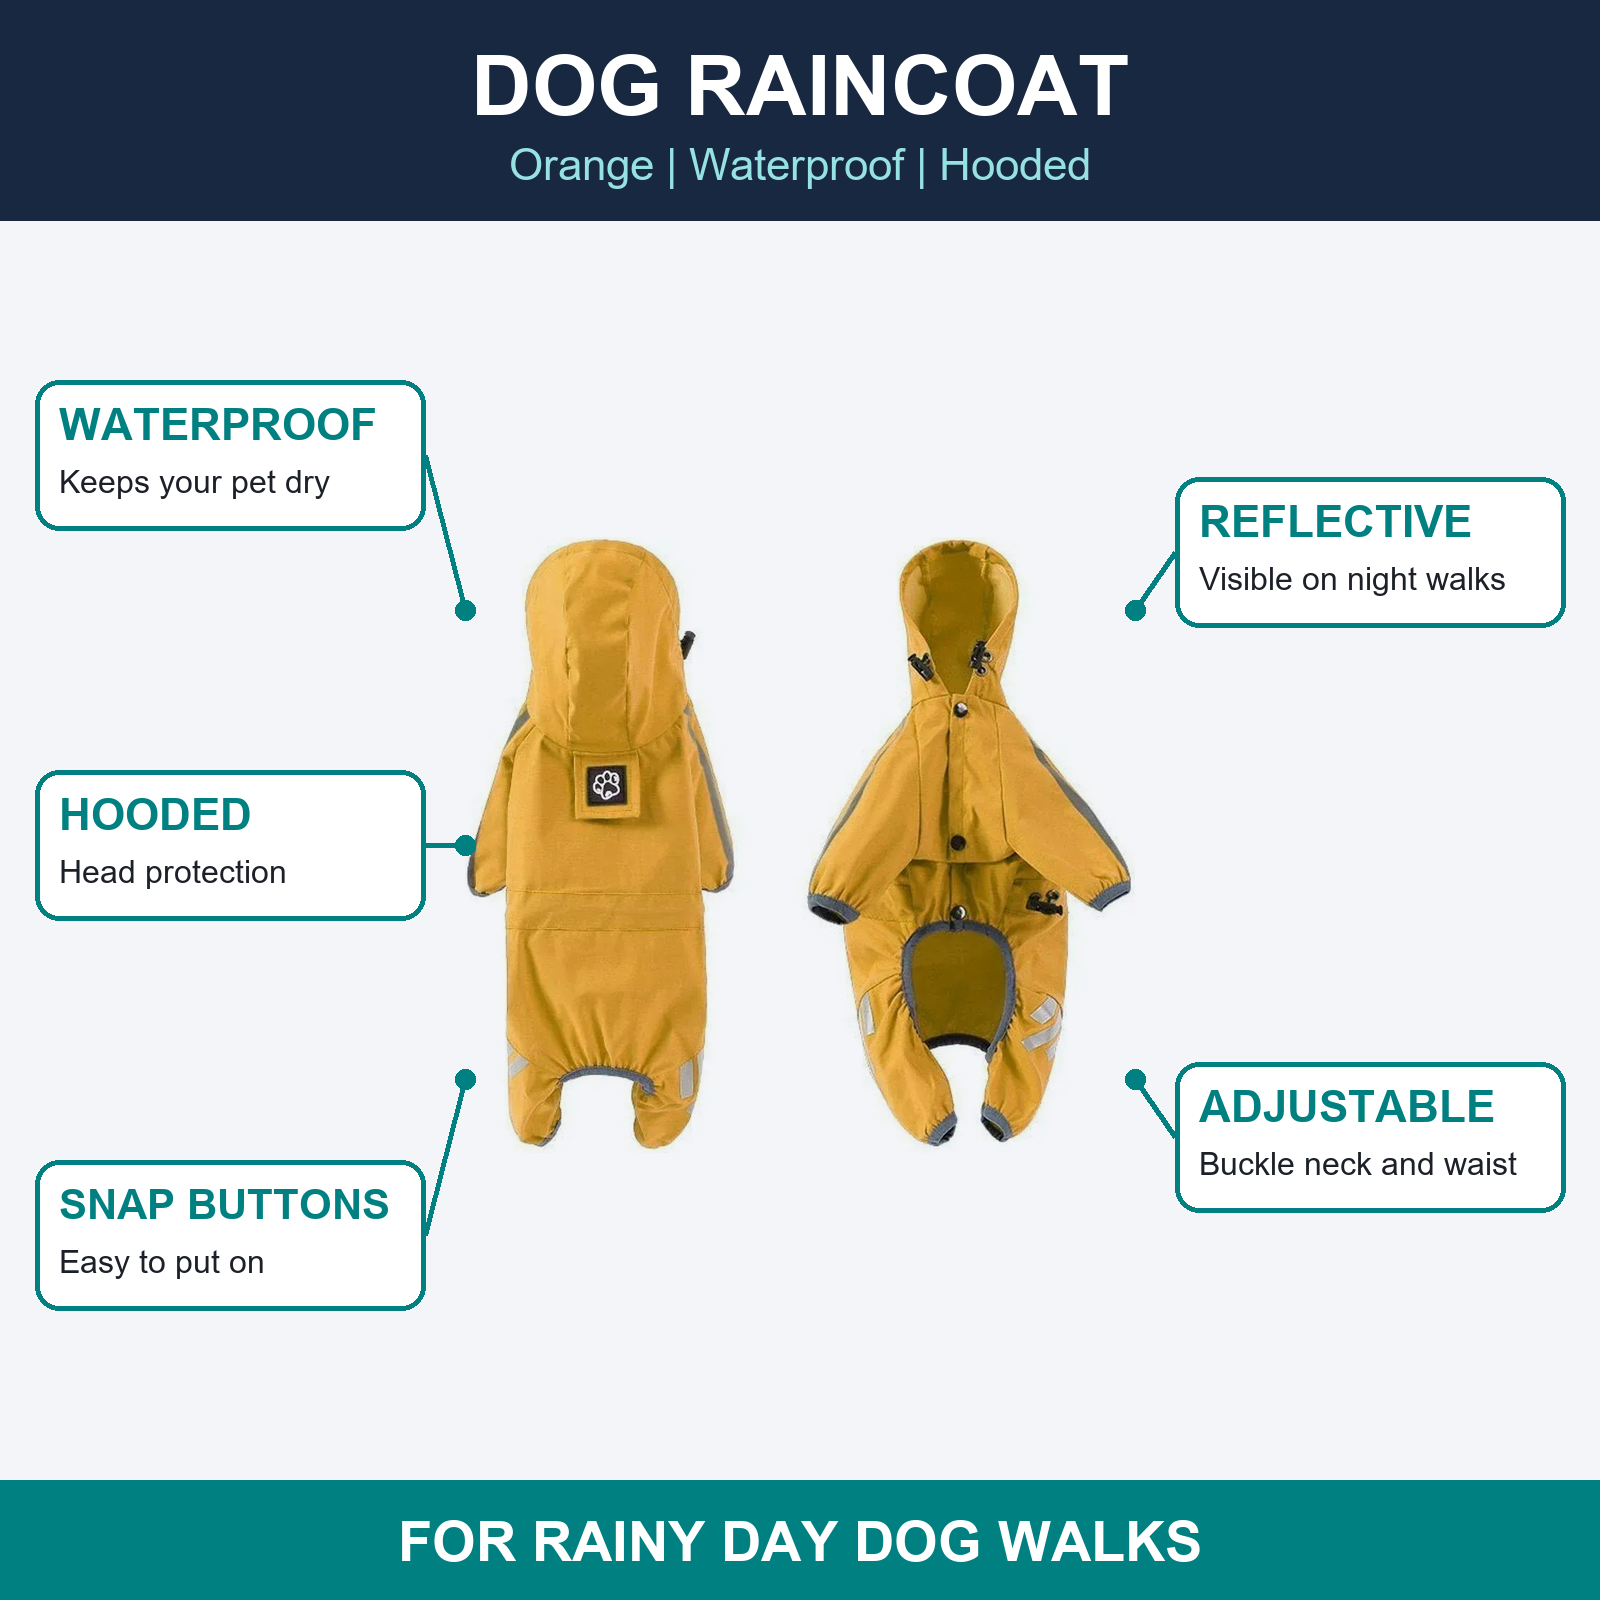 DOG RAINCOAT
Orange | Waterproof | Hooded
WATERPROOF
Keeps your pet dry
REFLECTIVE
Visible on night walks
HOODED
Head protection
ADJUSTABLE
Buckle neck and waist
SNAP BUTTONS
Easy to put on
FOR RAINY DAY DOG WALKS